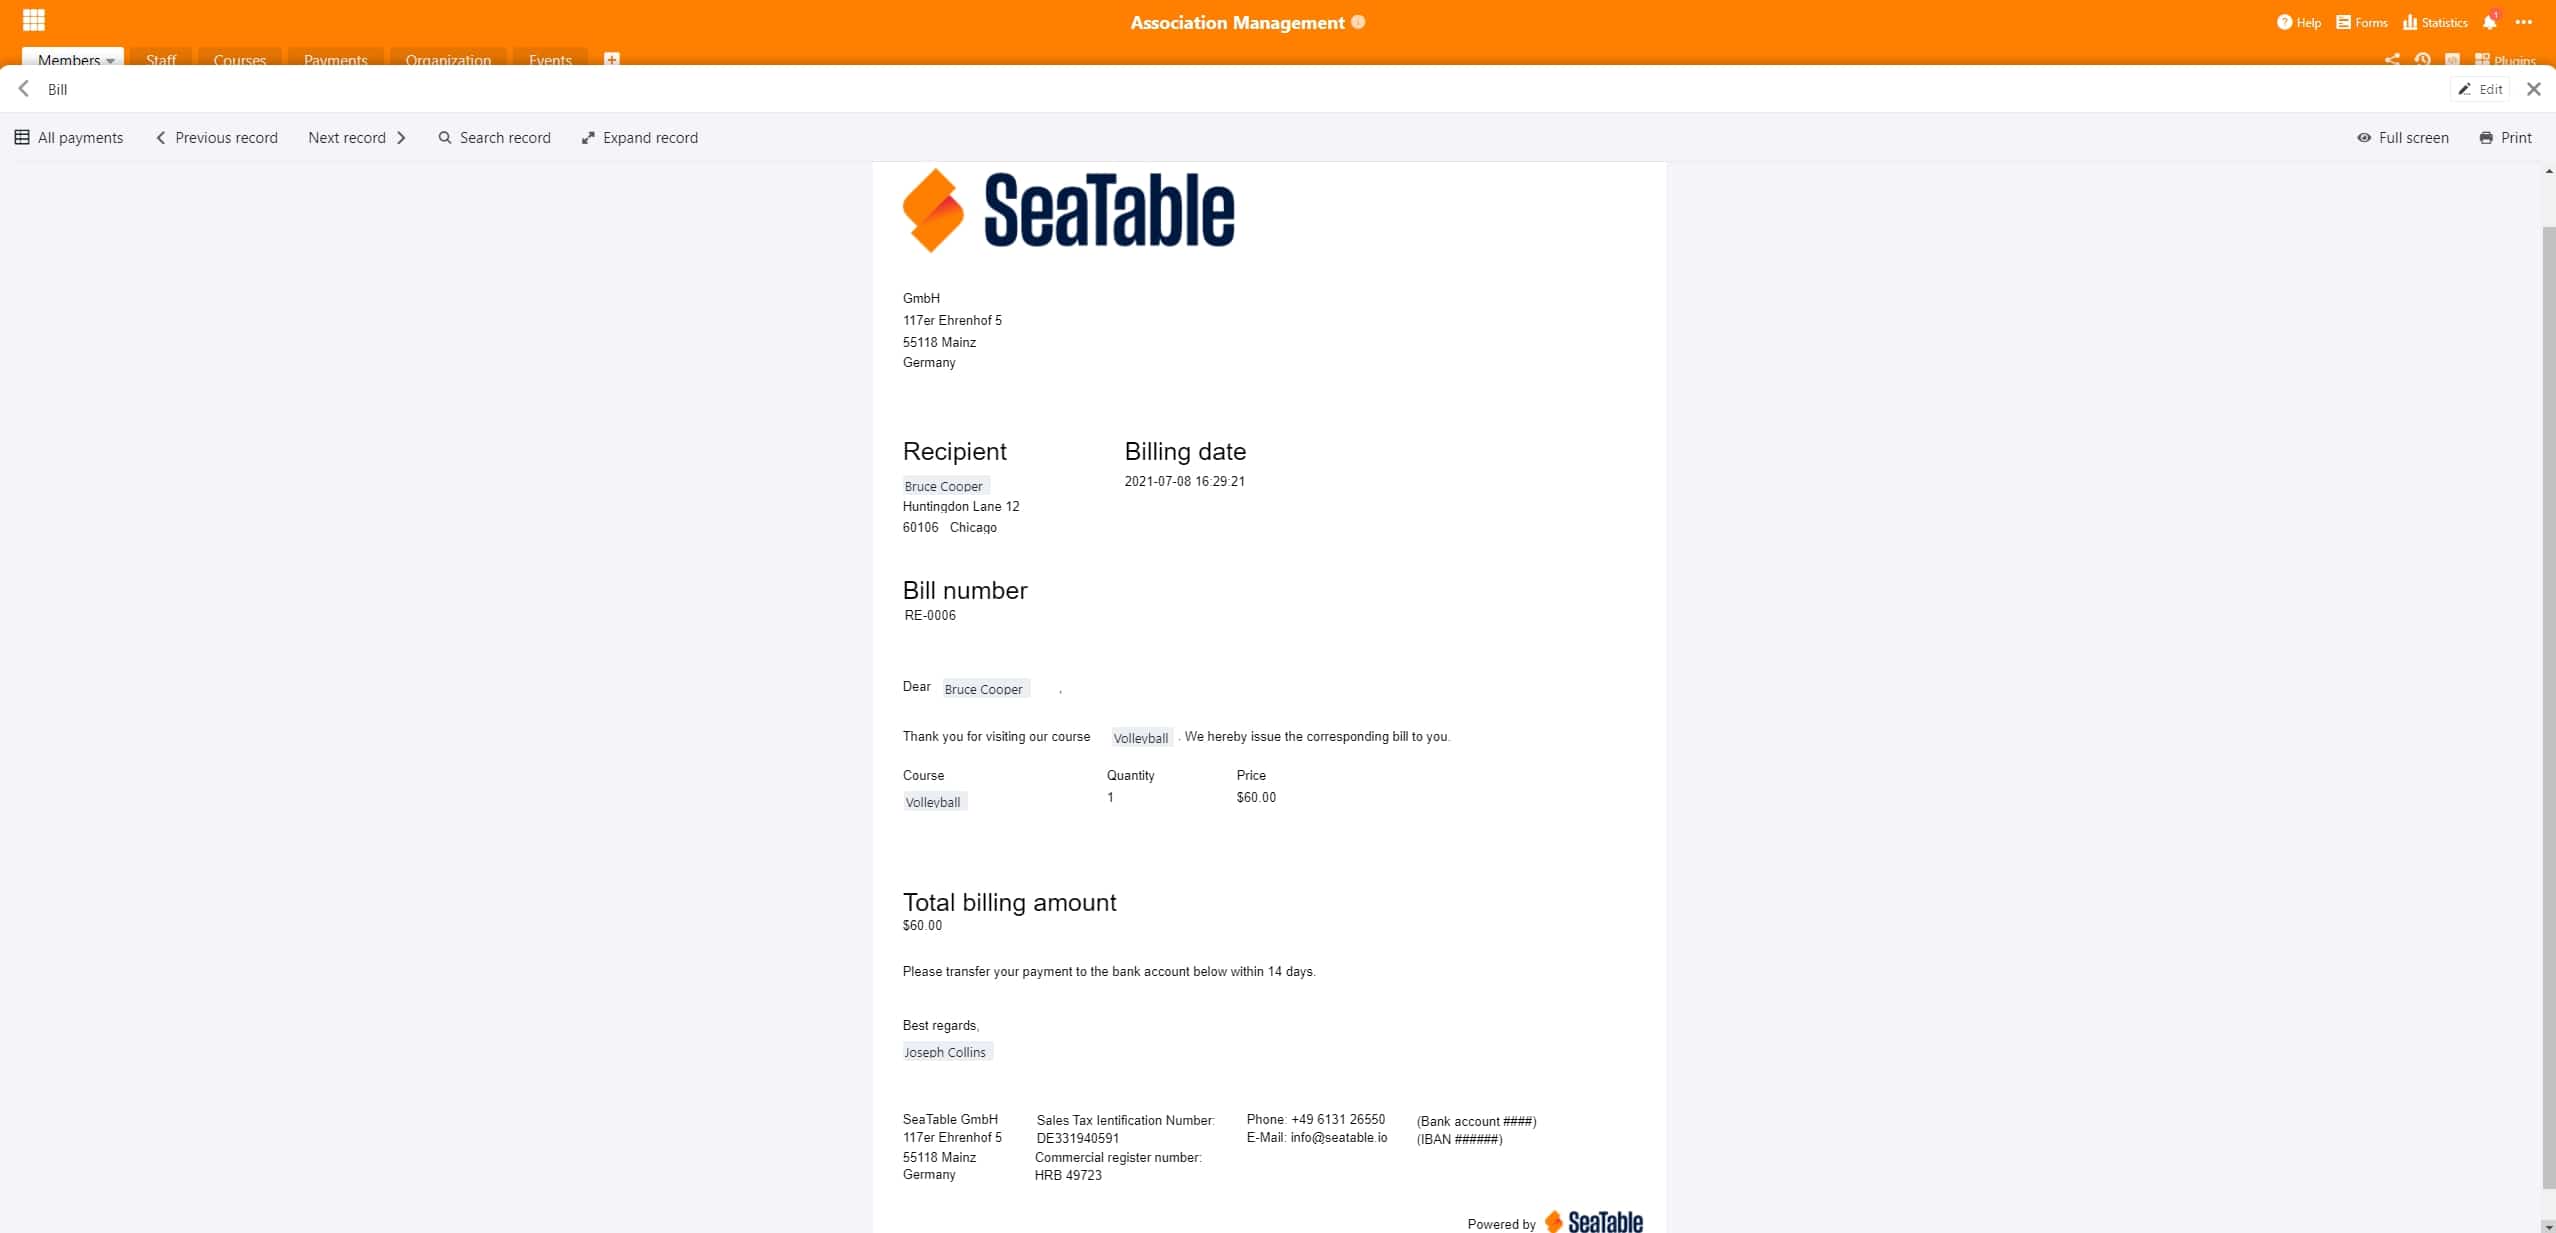 Association Management
Help Forms Statistics 1
Members Staff Courses Payments Organization Events
Plugins
Bill
Edit
All payments Previous record Next record Search record Expand record
Full screen Print
SeaTable
GmbH
117er Ehrenhof 5
55118 Mainz
Germany
Recipient Billing date
Bruce Cooper 2021-07-08 16:29:21
Huntingdon Lane 12
60106 Chicago
Bill number
RE-0006
Dear Bruce Cooper ,
Thank you for visiting our course Volleyball . We hereby issue the corresponding bill to you.
Course Quantity Price
Volleyball 1 $60.00
Total billing amount
$60.00
Please transfer your payment to the bank account below within 14 days.
Best regards,
Joseph Collins
SeaTable GmbH Sales Tax Ientification Number: Phone: +49 6131 26550 (Bank account ####)
117er Ehrenhof 5 DE331940591 E-Mail: info@seatable.io (IBAN ######)
55118 Mainz Commercial register number:
Germany HRB 49723
Powered by SeaTable